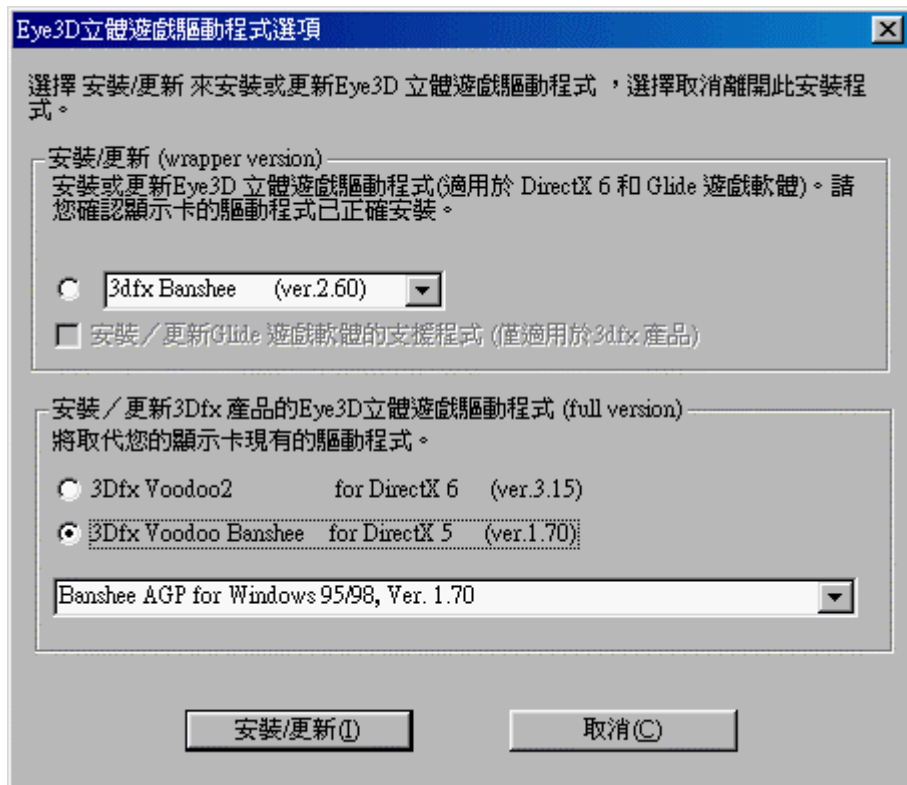 Eye3D立體遊戲驅動程式選項
選擇 安裝/更新 來安裝或更新Eye3D 立體遊戲驅動程式 ，選擇取消離開此安裝程
式。
安裝/更新 (wrapper version)
安裝或更新Eye3D 立體遊戲驅動程式(適用於 DirectX 6 和 Glide 遊戲軟體)。請
您確認顯示卡的驅動程式已正確安裝。
3dfx Banshee (ver.2.60)
安裝／更新Glide 遊戲軟體的支援程式 (僅適用於3dfx 產品)
安裝／更新3Dfx 產品的Eye3D立體遊戲驅動程式 (full version)
將取代您的顯示卡現有的驅動程式。
3Dfx Voodoo2 for DirectX 6 (ver.3.15)
3Dfx Voodoo Banshee for DirectX 5 (ver.1.70)
Banshee AGP for Windows 95/98, Ver. 1.70
安裝/更新(I) 取消(C)